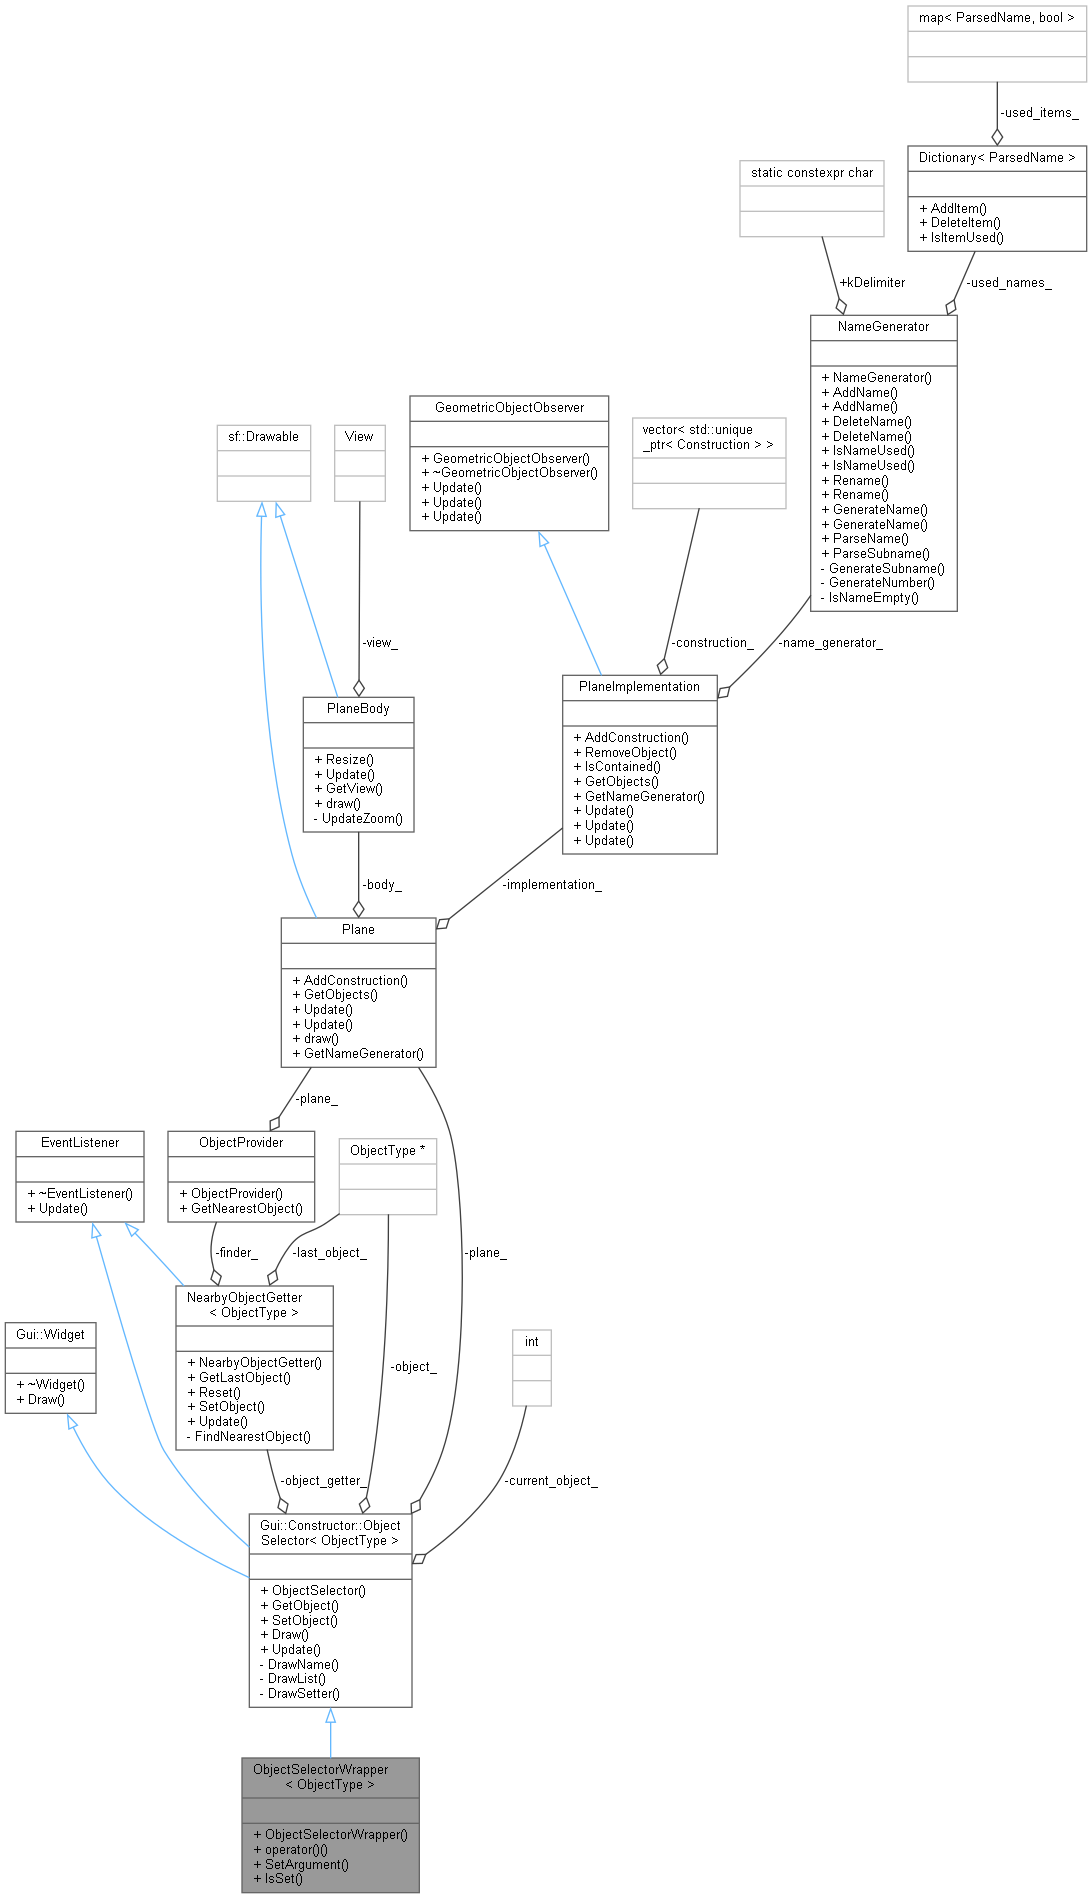 map< ParsedName, bool >
-used_items_
Dictionary< ParsedName >
+ AddItem()
+ DeleteItem()
+ IsItemUsed()
static constexpr char
+kDelimiter
-used_names_
NameGenerator
+ NameGenerator()
+ AddName()
+ AddName()
+ DeleteName()
+ DeleteName()
+ IsNameUsed()
+ IsNameUsed()
+ Rename()
+ Rename()
+ GenerateName()
+ GenerateName()
+ ParseName()
+ ParseSubname()
- GenerateSubname()
- GenerateNumber()
- IsNameEmpty()
GeometricObjectObserver
+ GeometricObjectObserver()
+ ~GeometricObjectObserver()
+ Update()
+ Update()
+ Update()
vector< std::unique
_ptr< Construction > >
sf::Drawable
View
-view_
-construction_
-name_generator_
PlaneImplementation
+ AddConstruction()
+ RemoveObject()
+ IsContained()
+ GetObjects()
+ GetNameGenerator()
+ Update()
+ Update()
+ Update()
PlaneBody
+ Resize()
+ Update()
+ GetView()
+ draw()
- UpdateZoom()
-body_
-implementation_
Plane
+ AddConstruction()
+ GetObjects()
+ Update()
+ Update()
+ draw()
+ GetNameGenerator()
-plane_
EventListener
+ ~EventListener()
+ Update()
ObjectProvider
+ ObjectProvider()
+ GetNearestObject()
ObjectType *
-finder_
-last_object_
-plane_
NearbyObjectGetter
< ObjectType >
+ NearbyObjectGetter()
+ GetLastObject()
+ Reset()
+ SetObject()
+ Update()
- FindNearestObject()
Gui::Widget
+ ~Widget()
+ Draw()
int
-object_
-object_getter_
-current_object_
Gui::Constructor::Object
Selector< ObjectType >
+ ObjectSelector()
+ GetObject()
+ SetObject()
+ Draw()
+ Update()
- DrawName()
- DrawList()
- DrawSetter()
ObjectSelectorWrapper
< ObjectType >
+ ObjectSelectorWrapper()
+ operator()()
+ SetArgument()
+ IsSet()